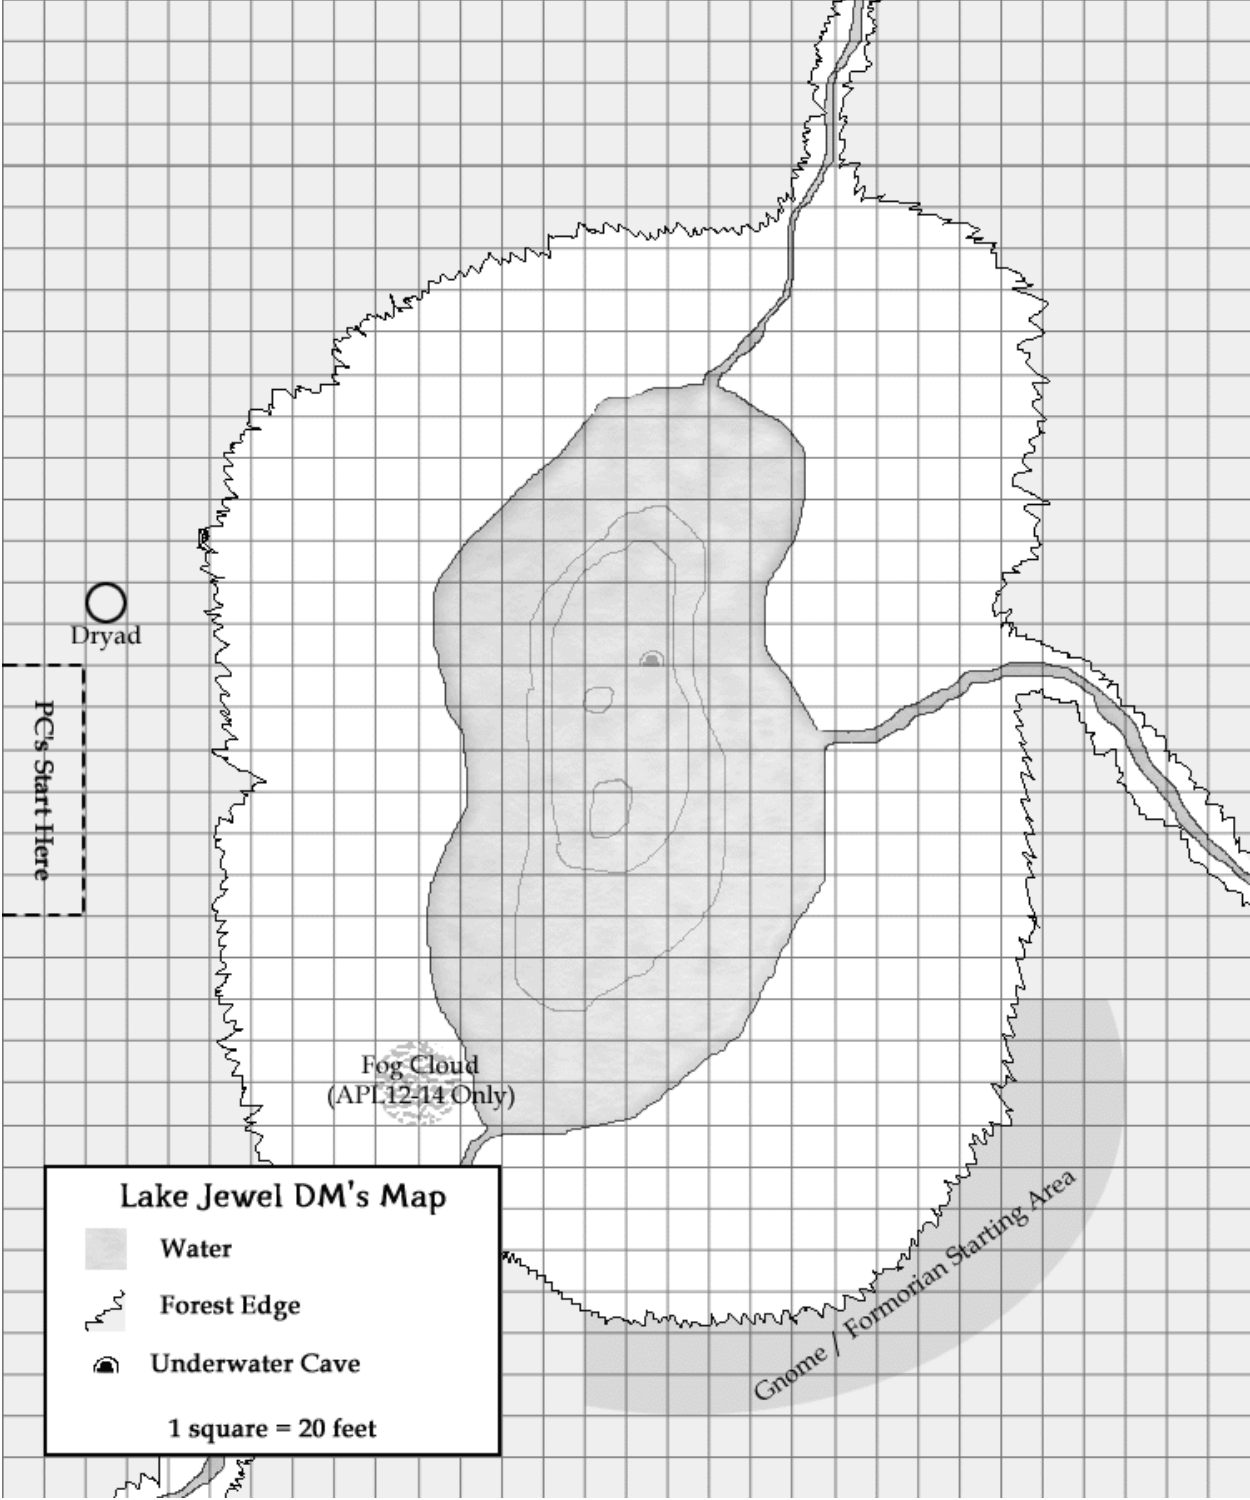 Dryad
PC's Start Here
Fog Cloud
(APL12-14 Only)
Gnome / Formorian Starting Area
Lake Jewel DM's Map
Water
Forest Edge
Underwater Cave
1 square = 20 feet